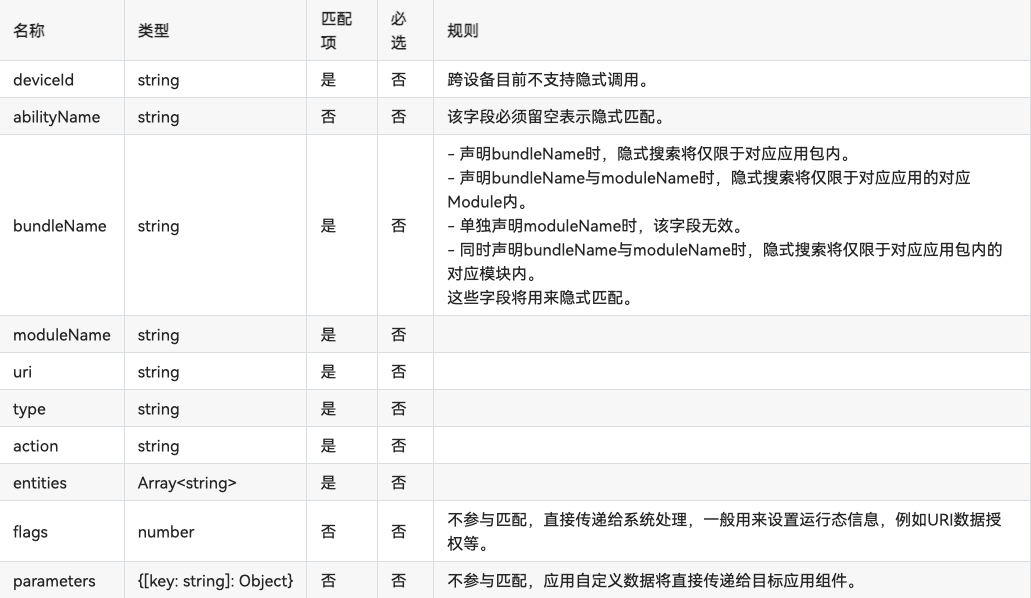 名称 类型 匹配项 必选 规则
deviceId string 是 否 跨设备目前不支持隐式调用。
abilityName string 否 否 该字段必须留空表示隐式匹配。
bundleName string 是 否 - 声明bundleName时，隐式搜索将仅限于对应应用包内。
- 声明bundleName与moduleName时，隐式搜索将仅限于对应应用的对应
Module内。
- 单独声明moduleName时，该字段无效。
- 同时声明bundleName与moduleName时，隐式搜索将仅限于对应应用包内的
对应模块内。
这些字段将用来隐式匹配。
moduleName string 是 否
uri string 是 否
type string 是 否
action string 是 否
entities Array<string> 是 否
flags number 否 否 不参与匹配，直接传递给系统处理，一般用来设置运行态信息，例如URI数据授
权等。
parameters {[key: string]: Object} 否 否 不参与匹配，应用自定义数据将直接传递给目标应用组件。